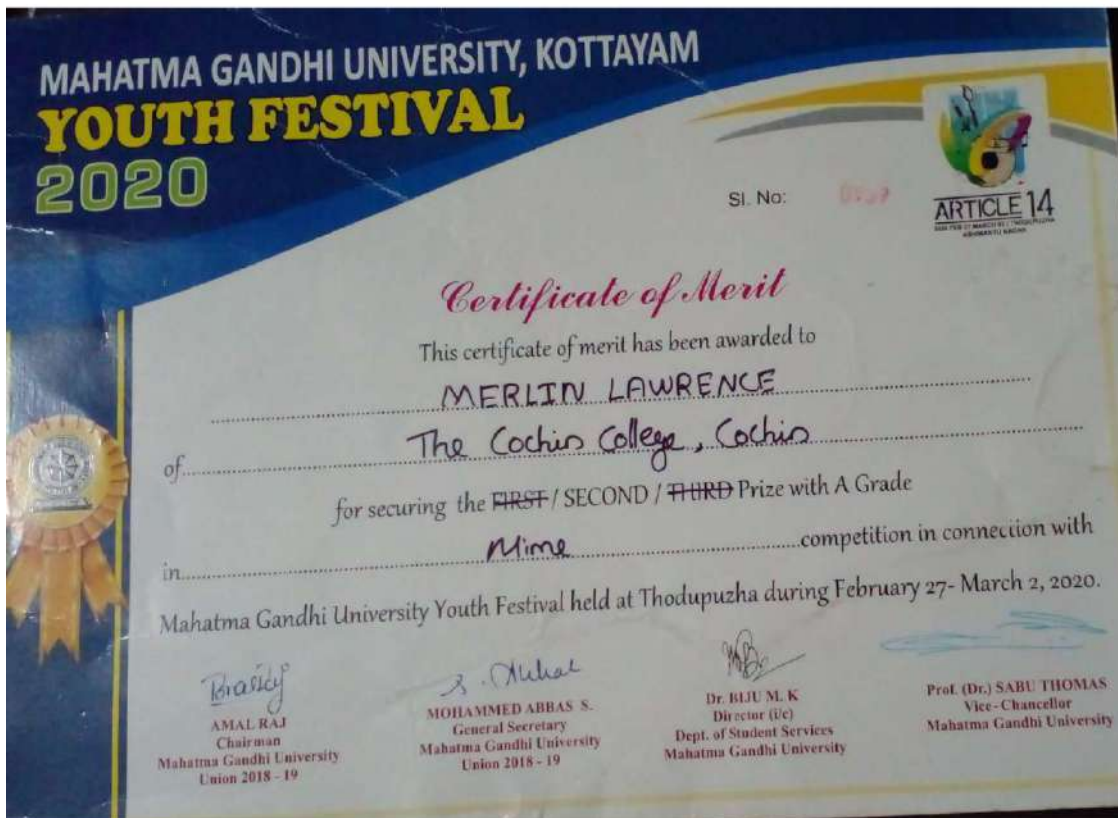 MAHATMA GANDHI UNIVERSITY, KOTTAYAM
YOUTH FESTIVAL
2020
Sl. No:
ARTICLE 14
Certificate of Merit
This certificate of merit has been awarded to
MERLIN LAWRENCE
of The Cochin College, Cochin
for securing the FIRST / SECOND / THIRD Prize with A Grade
in Mime competition in connection with
Mahatma Gandhi University Youth Festival held at Thodupuzha during February 27- March 2, 2020.
AMAL RAJ
Chairman
Mahatma Gandhi University
Union 2018 - 19
MOHAMMED ABBAS S.
General Secretary
Mahatma Gandhi University
Union 2018 - 19
Dr. BIJU M. K
Director (i/c)
Dept. of Student Services
Mahatma Gandhi University
Prof. (Dr.) SABU THOMAS
Vice- Chancellor
Mahatma Gandhi University